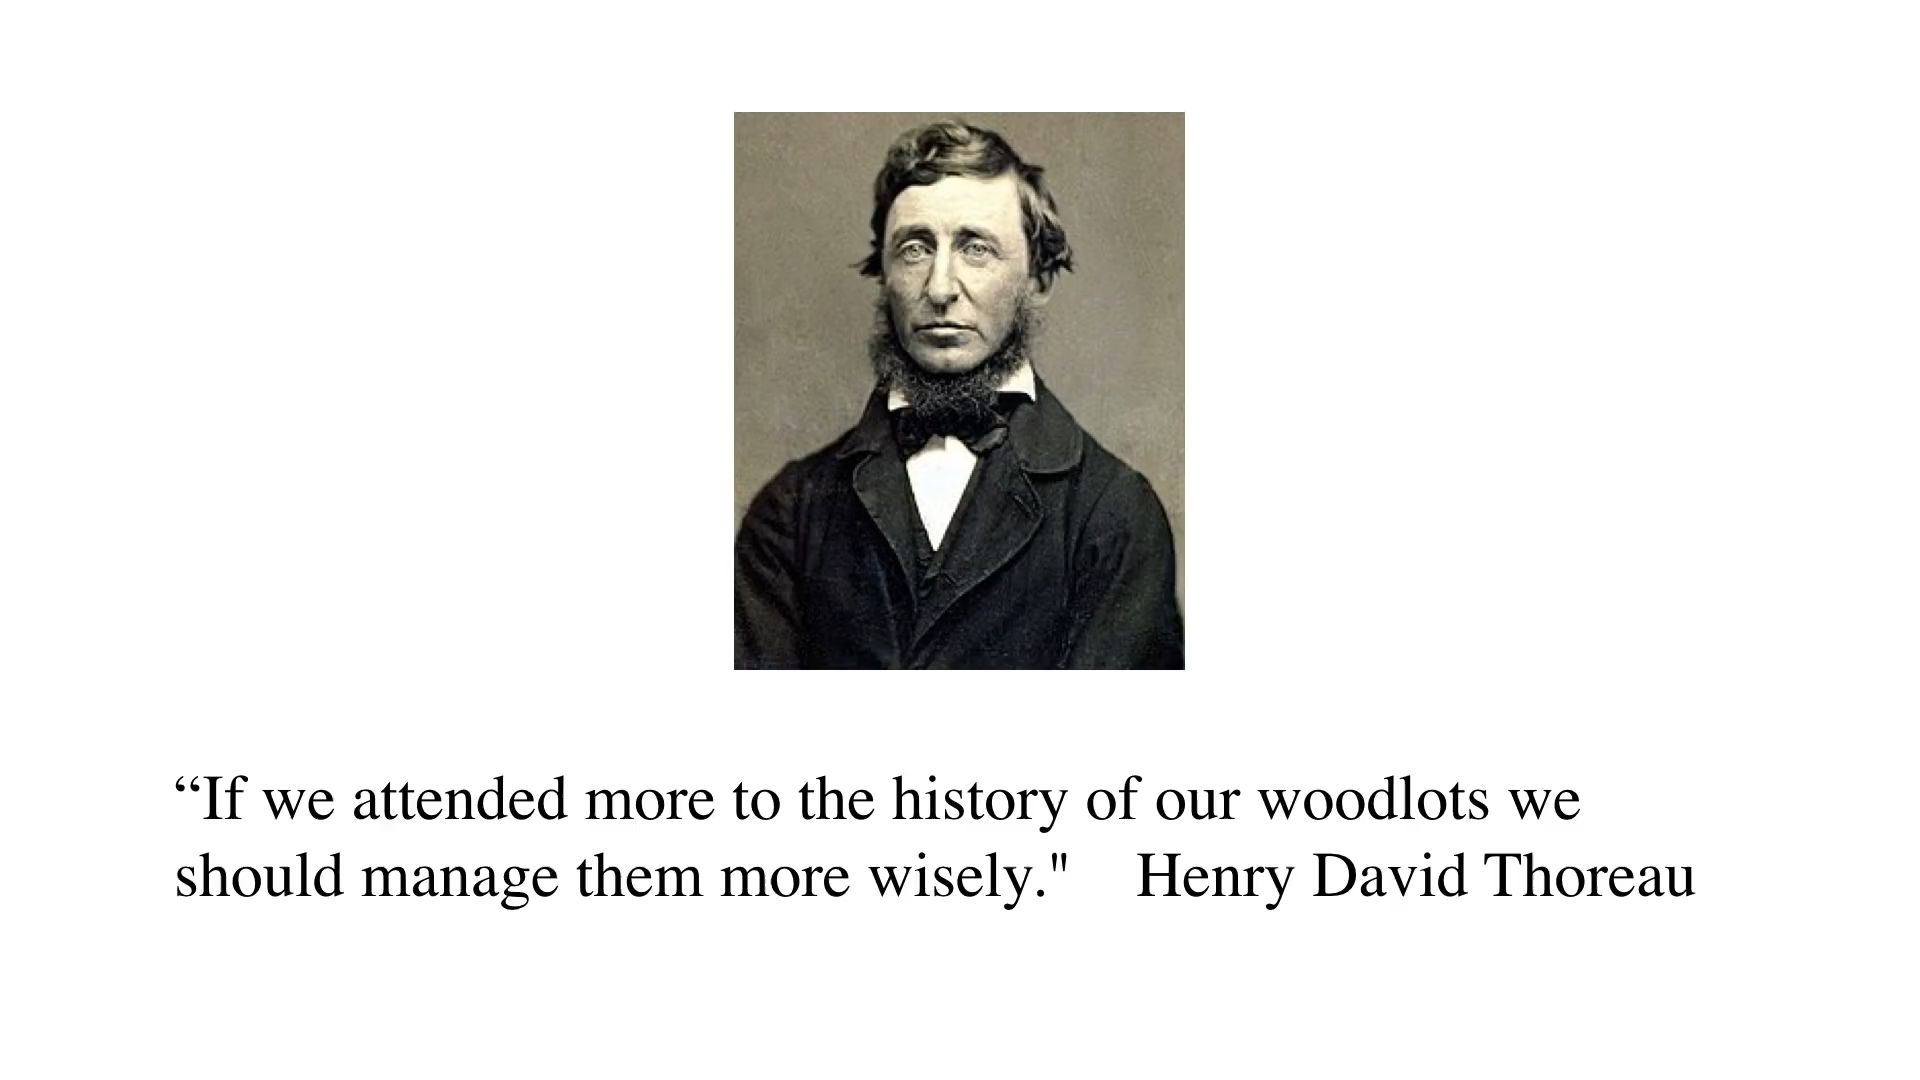 “If we attended more to the history of our woodlots we
should manage them more wisely." Henry David Thoreau